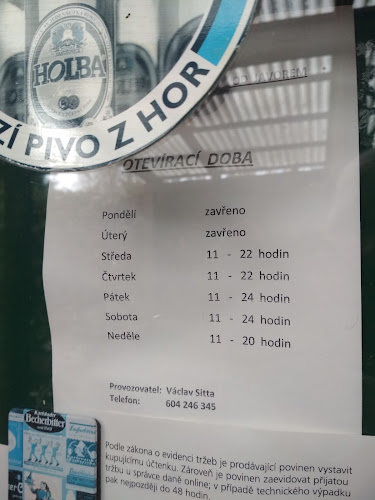 HOLBA
ZÍ PIVO Z HOR
JAVOREM
OTEVÍRACÍ DOBA
Pondělí zavřeno
Úterý zavřeno
Středa 11 - 22 hodin
Čtvrtek 11 - 22 hodin
Pátek 11 - 24 hodin
Sobota 11 - 24 hodin
Neděle 11 - 20 hodin
Provozovatel: Václav Sitta
Telefon: 604 246 345
Becherbitter
Podle zákona o evidenci tržeb je prodávající povinen vystavit
kupujícímu účtenku. Zároveň je povinen zaevidovat přijatou
tržbu u správce daně online; v případě technického výpadku
pak nejpozději do 48 hodin.